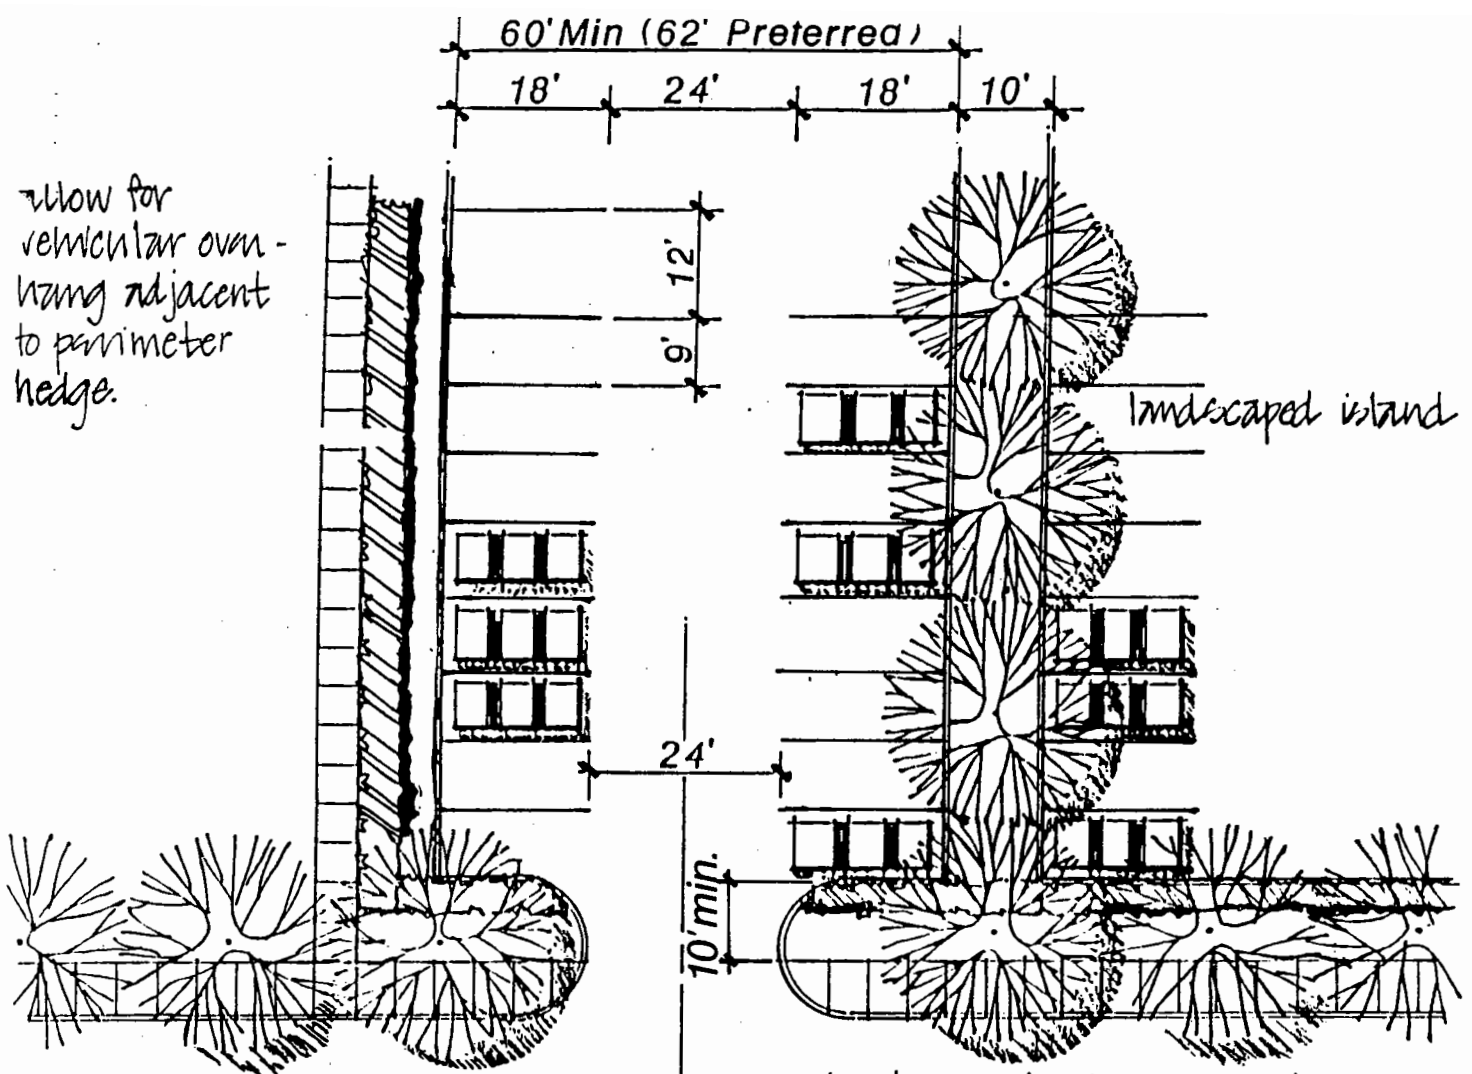 60' Min (62' Preferred)
18' 24' 18' 10'
allow for
vehicular over-
hang adjacent
to perimeter
hedge.
12'
9'
landscaped island
24'
10' min.